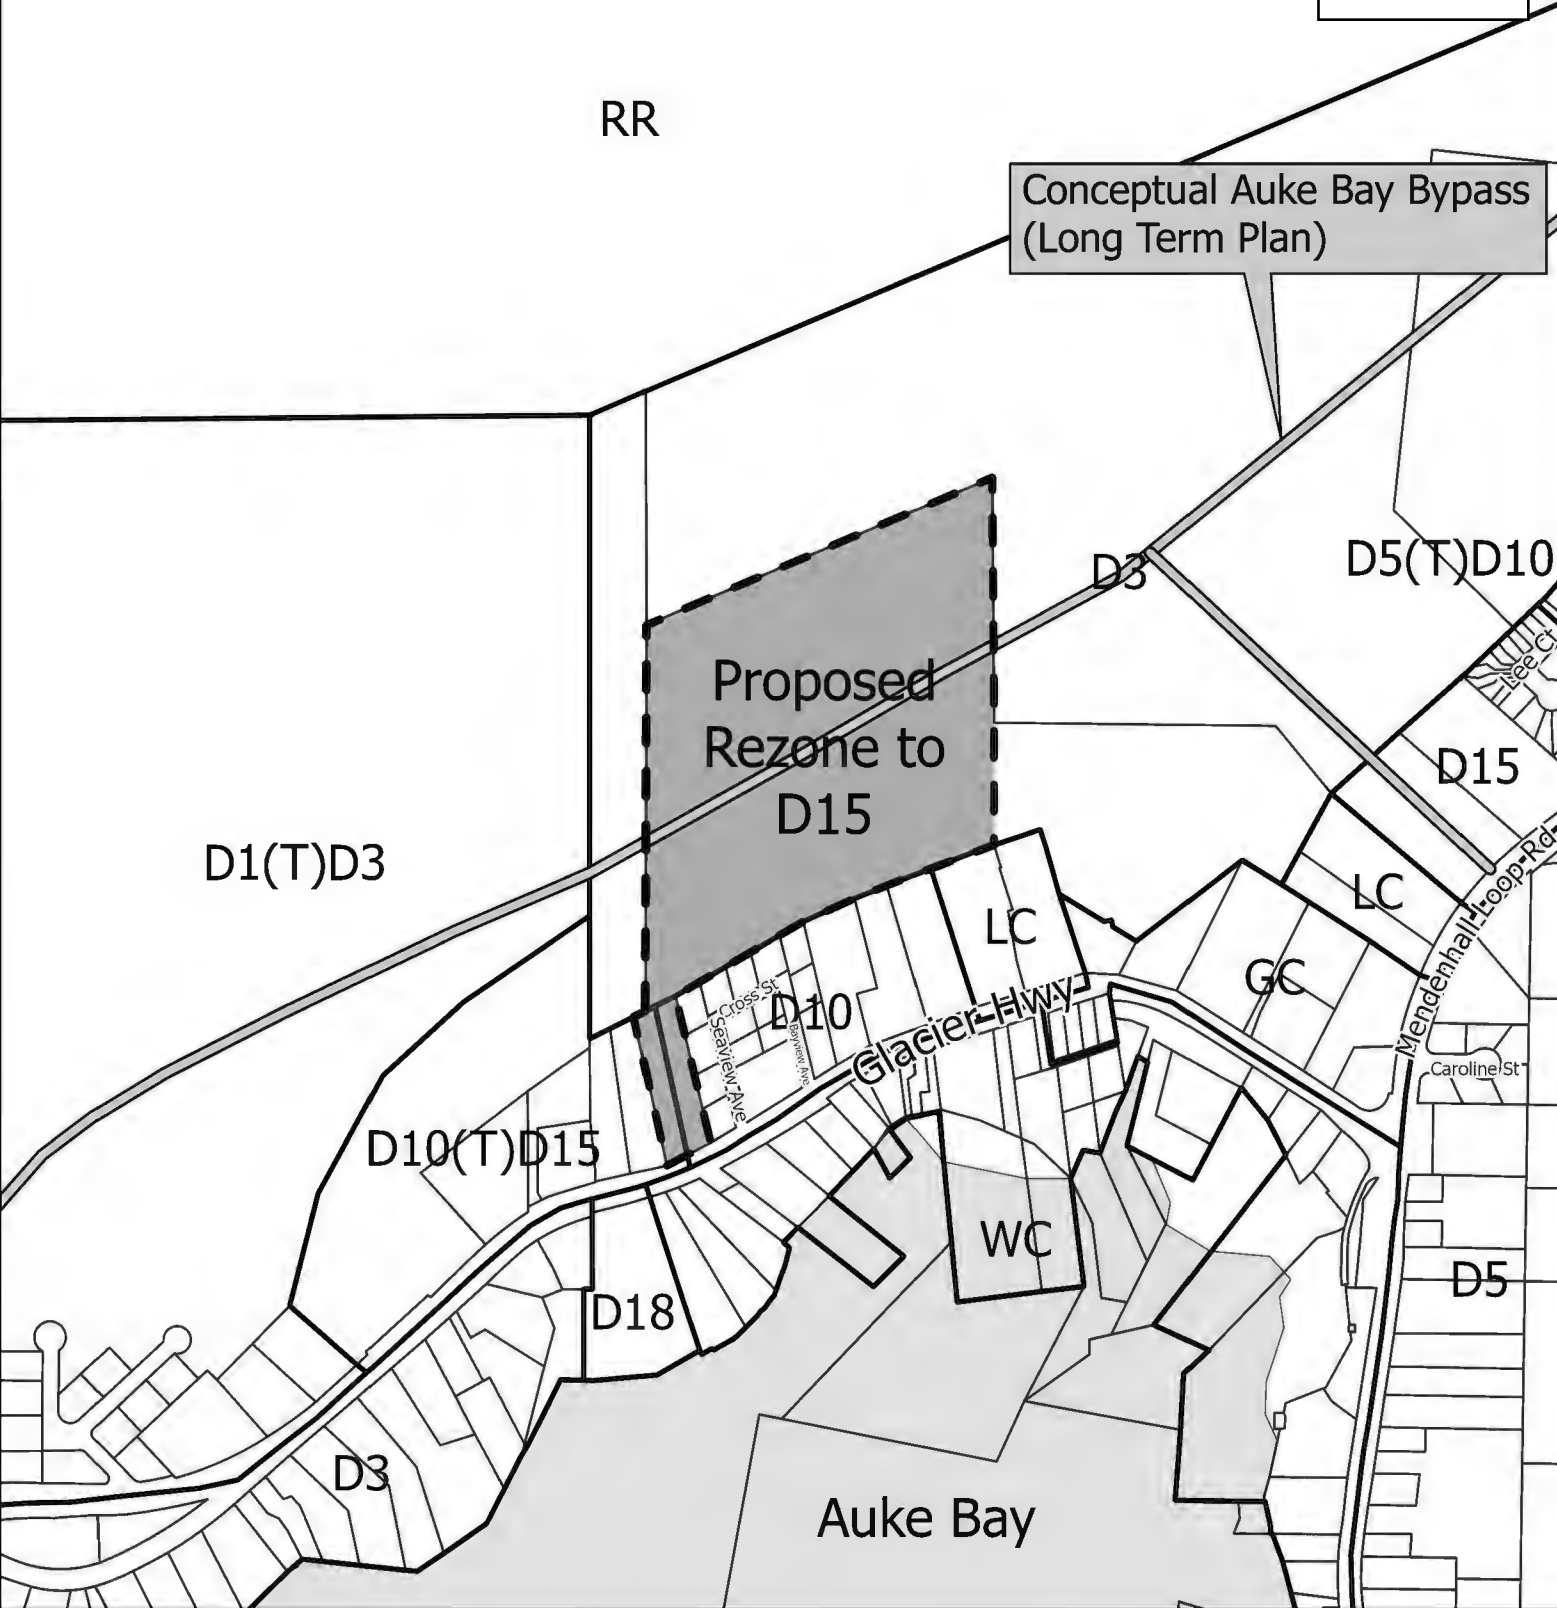 RR
Conceptual Auke Bay Bypass
(Long Term Plan)
D3
D5(T)D10
Lee Ct
Proposed
Rezone to
D15
D15
D1(T)D3
LC
LC
Mendenhall Loop Rd
GC
Cross St
D10
Seaview Ave
Bayview Ave
Glacier Hwy
Caroline St
D10(T)D15
WC
D5
D18
D3
Auke Bay